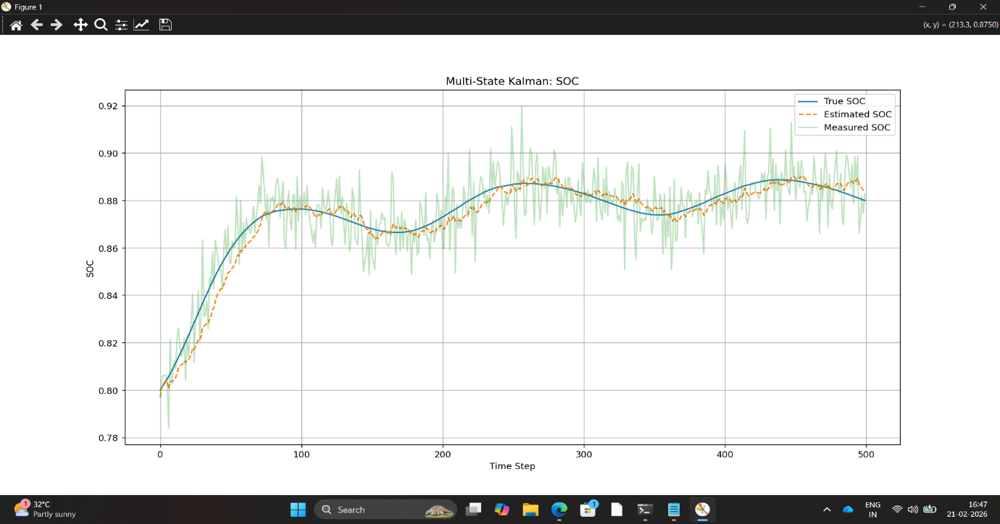 Figure 1
(x, y) = (213.3, 0.8750)
Multi-State Kalman: SOC
True SOC
Estimated SOC
Measured SOC
0.92
0.90
0.88
0.86
0.84
0.82
0.80
0.78
SOC
0 100 200 300 400 500
Time Step
1
32°C
Partly sunny
Search
1
ENG
IN
16:47
21-02-2026